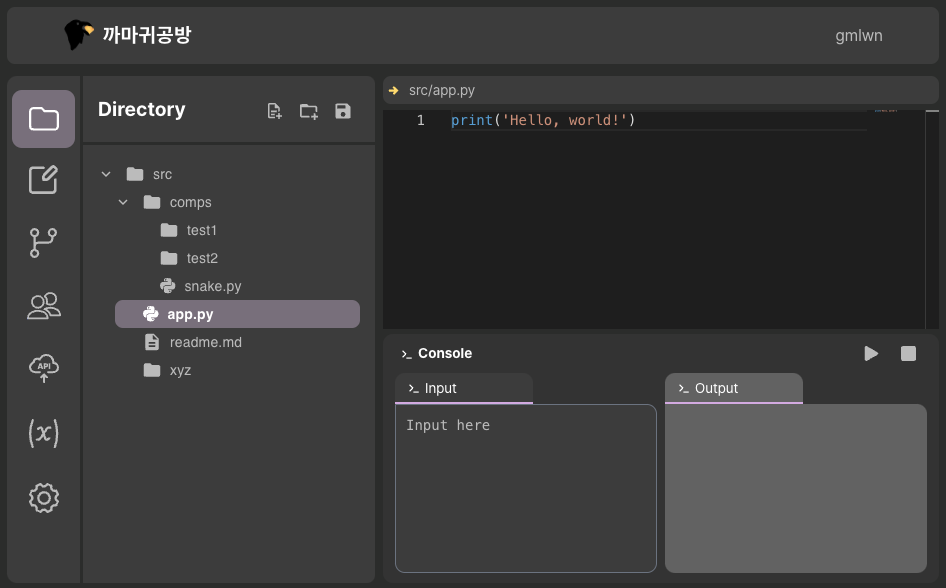 까마귀공방
gmlwn
Directory
src
comps
test1
test2
snake.py
app.py
readme.md
xyz
API
(x)
src/app.py
1 print('Hello, world!')
>_ Console
>_ Input
Input here
>_ Output